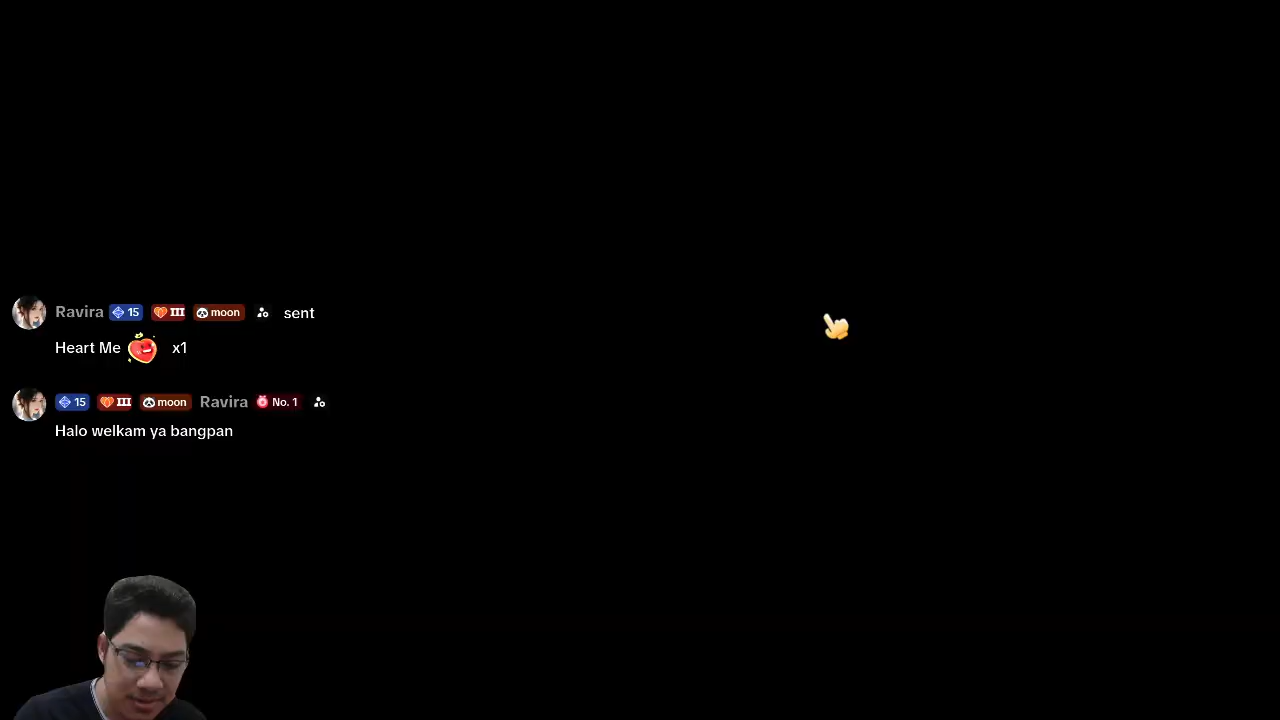 Ravira 15 III moon sent
Heart Me x1
15 III moon Ravira No. 1
Halo welkam ya bangpan